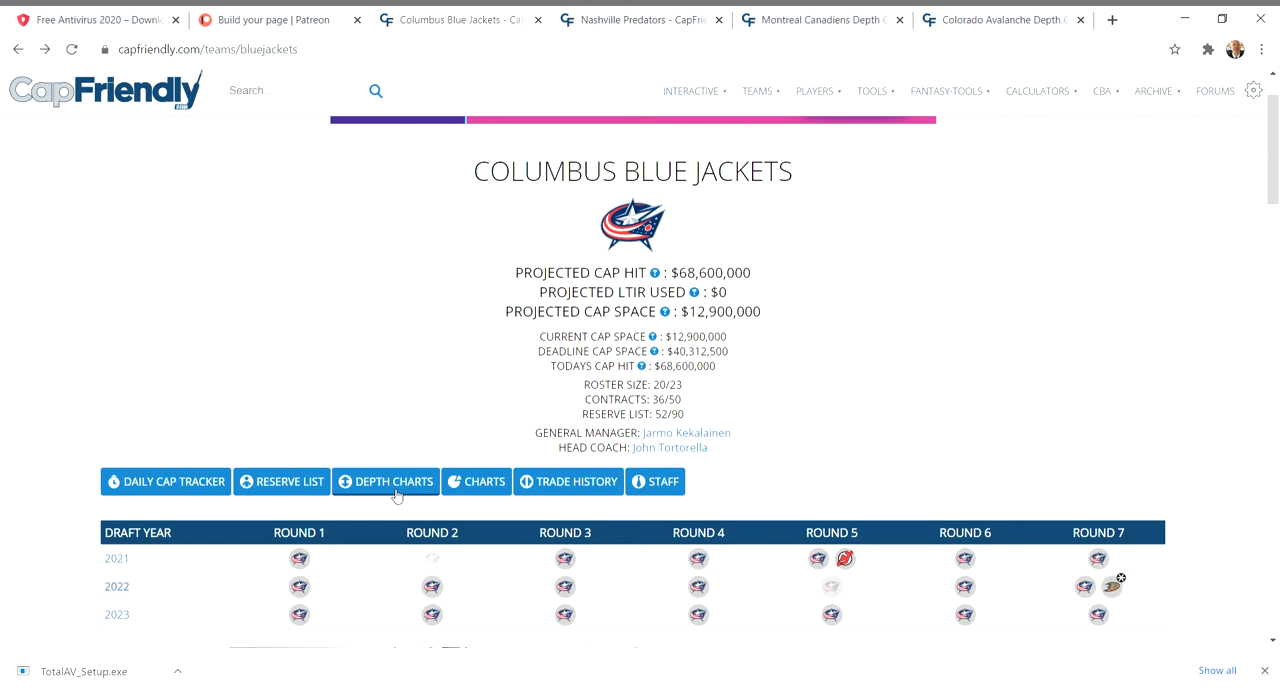 Free Antivirus 2020 – Downl
Build your page | Patreon
Columbus Blue Jackets - Ca
Nashville Predators - CapFrie
Montreal Canadiens Depth C
Colorado Avalanche Depth C
capfriendly.com/teams/bluejackets
CapFriendly
Search...
INTERACTIVE
TEAMS
PLAYERS
TOOLS
FANTASY-TOOLS
CALCULATORS
CBA
ARCHIVE
FORUMS
COLUMBUS BLUE JACKETS
PROJECTED CAP HIT ? : $68,600,000
PROJECTED LTIR USED ? : $0
PROJECTED CAP SPACE ? : $12,900,000
CURRENT CAP SPACE ? : $12,900,000
DEADLINE CAP SPACE ? : $40,312,500
TODAYS CAP HIT ? : $68,600,000
ROSTER SIZE: 20/23
CONTRACTS: 36/50
RESERVE LIST: 52/90
GENERAL MANAGER: Jarmo Kekalainen
HEAD COACH: John Tortorella
DAILY CAP TRACKER
RESERVE LIST
DEPTH CHARTS
CHARTS
TRADE HISTORY
STAFF
DRAFT YEAR ROUND 1 ROUND 2 ROUND 3 ROUND 4 ROUND 5 ROUND 6 ROUND 7
2021
2022
2023
TotalAV_Setup.exe
Show all